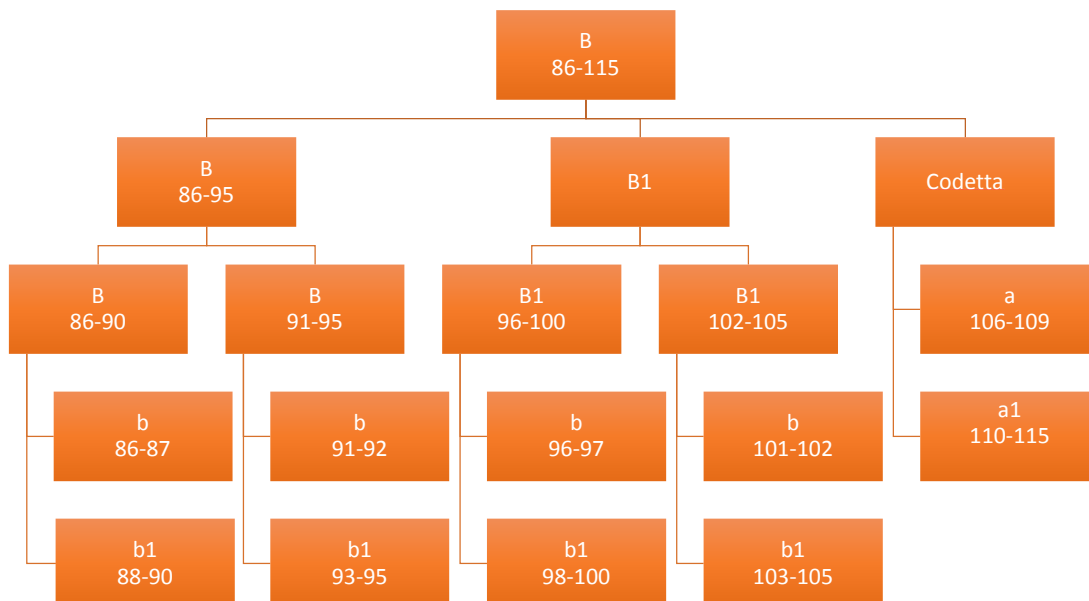 B
86-115
B
86-95
B1
Codetta
B
86-90
B
91-95
B1
96-100
B1
102-105
a
106-109
b
86-87
b
91-92
b
96-97
b
101-102
a1
110-115
b1
88-90
b1
93-95
b1
98-100
b1
103-105